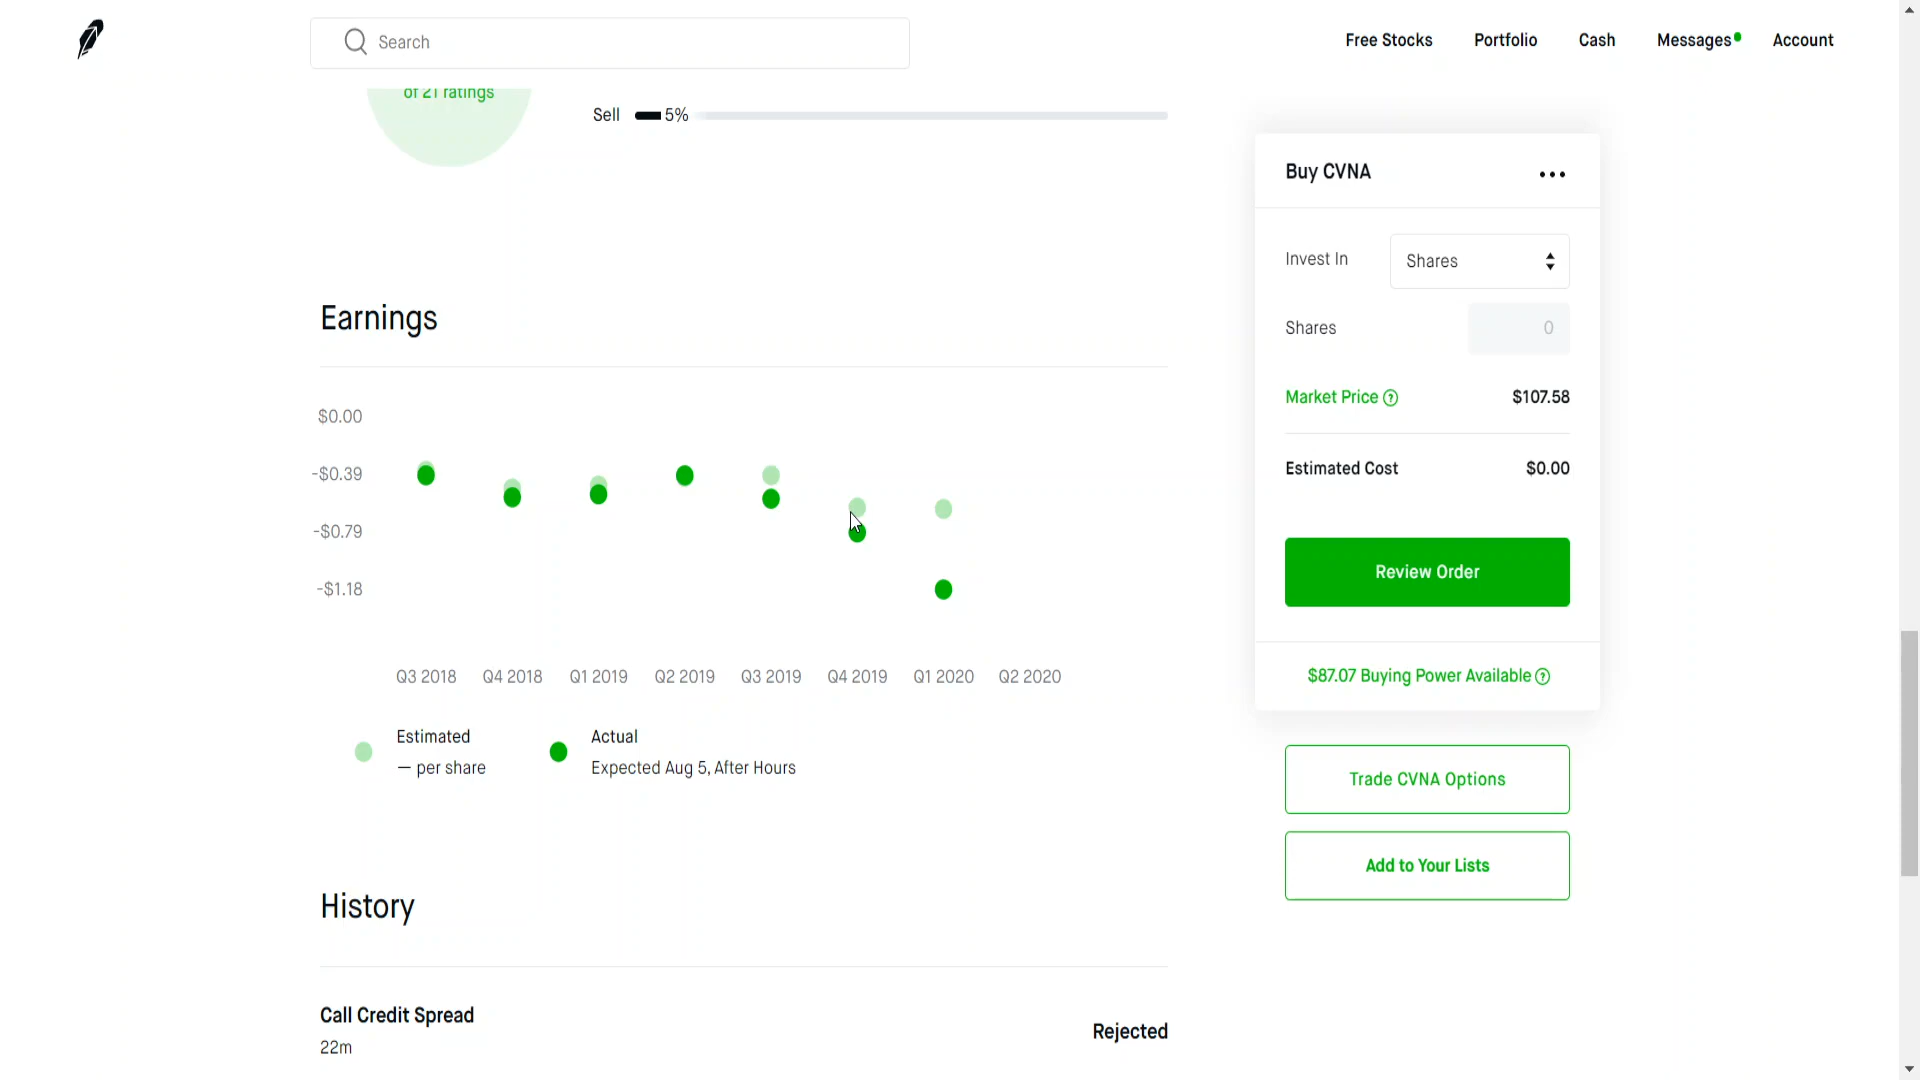 Search
Free Stocks
Portfolio
Cash
Messages
Account
of 21 ratings
Sell
5%
Earnings
$0.00
-$0.39
-$0.79
-$1.18
Q3 2018
Q4 2018
Q1 2019
Q2 2019
Q3 2019
Q4 2019
Q1 2020
Q2 2020
Estimated
— per share
Actual
Expected Aug 5, After Hours
History
Call Credit Spread
22m
Rejected
Buy CVNA
Invest In
Shares
Shares
0
Market Price ?
$107.58
Estimated Cost
$0.00
Review Order
$87.07 Buying Power Available ?
Trade CVNA Options
Add to Your Lists